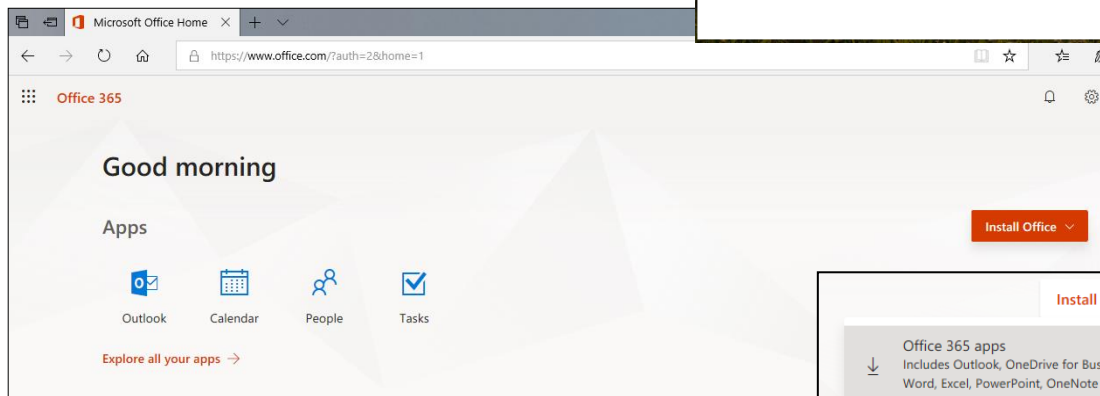 Microsoft Office Home
https://www.office.com/?auth=2&home=1
Office 365
Good morning
Apps
Install Office
Outlook Calendar People Tasks
Explore all your apps →
Install
Office 365 apps
Includes Outlook, OneDrive for
Word, Excel, PowerPoint, OneNote